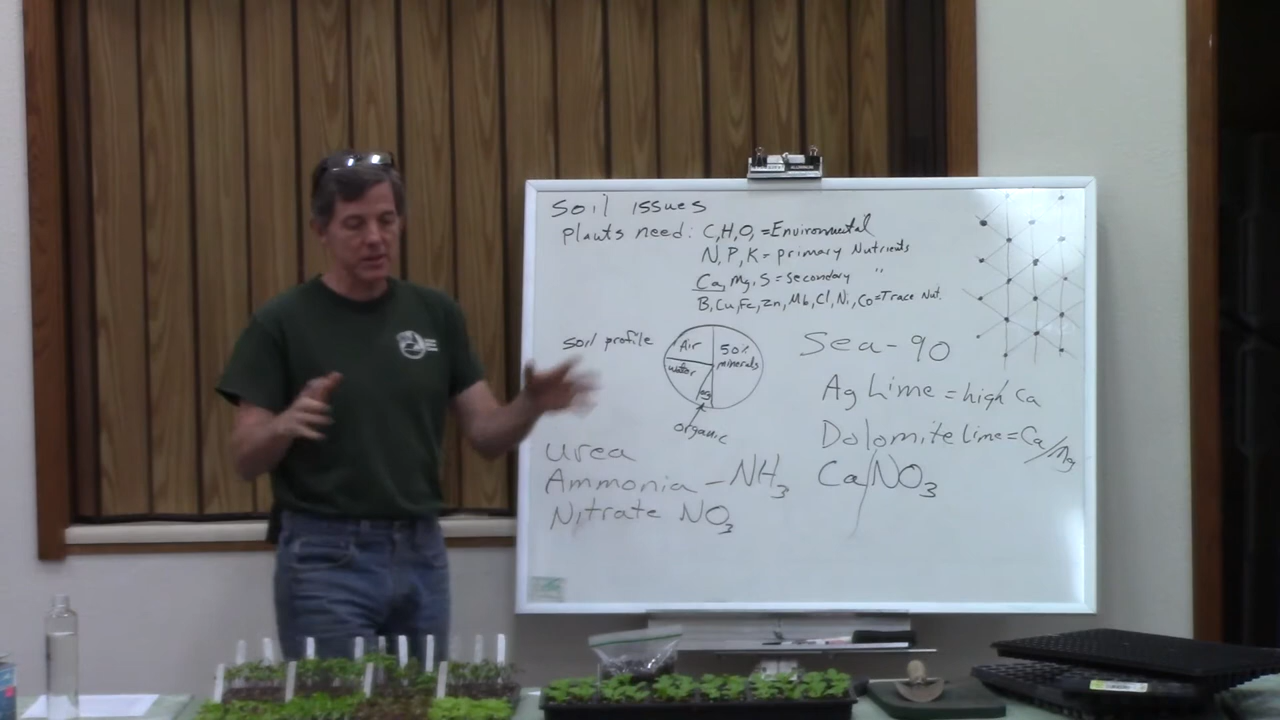 Soil issues
plants need: C,H,O, =Environmental
N,P,K = primary Nutrients
Ca, Mg, S = Secondary "
B, Cu, Fe, Zn, Mb, Cl, Ni, Co=Trace Nut.
Soil profile
Air
50% minerals
water
organic
Sea-90
Ag Lime = high Ca
Dolomite Lime = Ca/Mg
Urea
Ammonia - NH3
Ca/NO3
Nitrate NO3